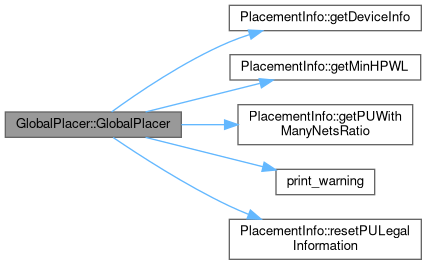 PlacementInfo::getDeviceInfo
PlacementInfo::getMinHPWL
GlobalPlacer::GlobalPlacer
PlacementInfo::getPUWith
ManyNetsRatio
print_warning
PlacementInfo::resetPULegal
Information